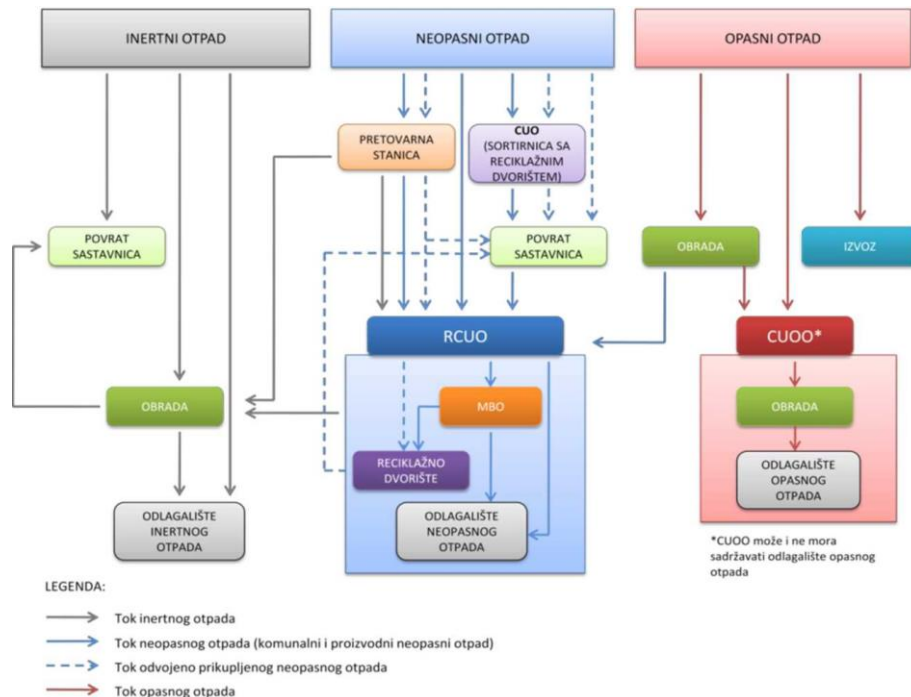 INERTNI OTPAD
NEOPASNI OTPAD
OPASNI OTPAD
PRETOVARNA
STANICA
CUO
(SORTIRNICA SA
RECIKLAŽNIM
DVORIŠTEM)
POVRAT
SASTAVNICA
POVRAT
SASTAVNICA
OBRADA
IZVOZ
RCUO
CUOO*
OBRADA
MBO
OBRADA
RECIKLAŽNO
DVORIŠTE
ODLAGALIŠTE
OPASNOG
OTPADA
ODLAGALIŠTE
INERTNOG
OTPADA
ODLAGALIŠTE
NEOPASNOG
OTPADA
*CUOO može i ne mora
sadržavati odlagalište opasnog
otpada
LEGENDA:
Tok inertnog otpada
Tok neopasnog otpada (komunalni i proizvodni neopasni otpad)
Tok odvojeno prikupljenog neopasnog otpada
Tok opasnog otpada